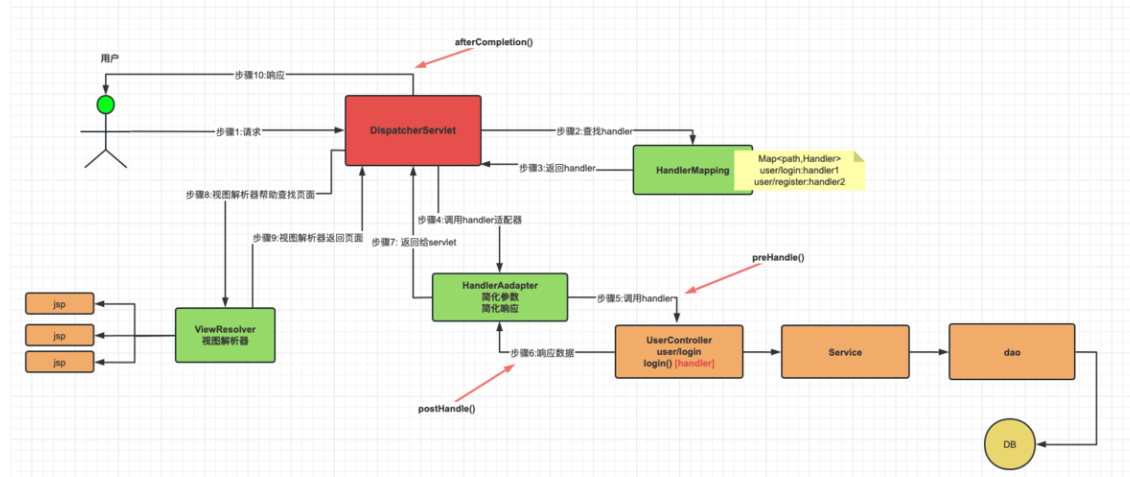 afterCompletion()
用户
步骤10:响应
DispatcherServlet
步骤1:请求
步骤2:查找handler
步骤3:返回handler
HandlerMapping
Map<path,Handler>
user/login:handler1
user/register:handler2
步骤8:视图解析器帮助查找页面
步骤4:调用handler适配器
步骤9:视图解析器返回页面
步骤7: 返回给servlet
preHandle()
HandlerAadapter
简化参数
简化响应
步骤5:调用handler
jsp
jsp
jsp
ViewResolver
视图解析器
UserController
user/login
login() [handler]
步骤6:响应数据
Service
dao
postHandle()
DB